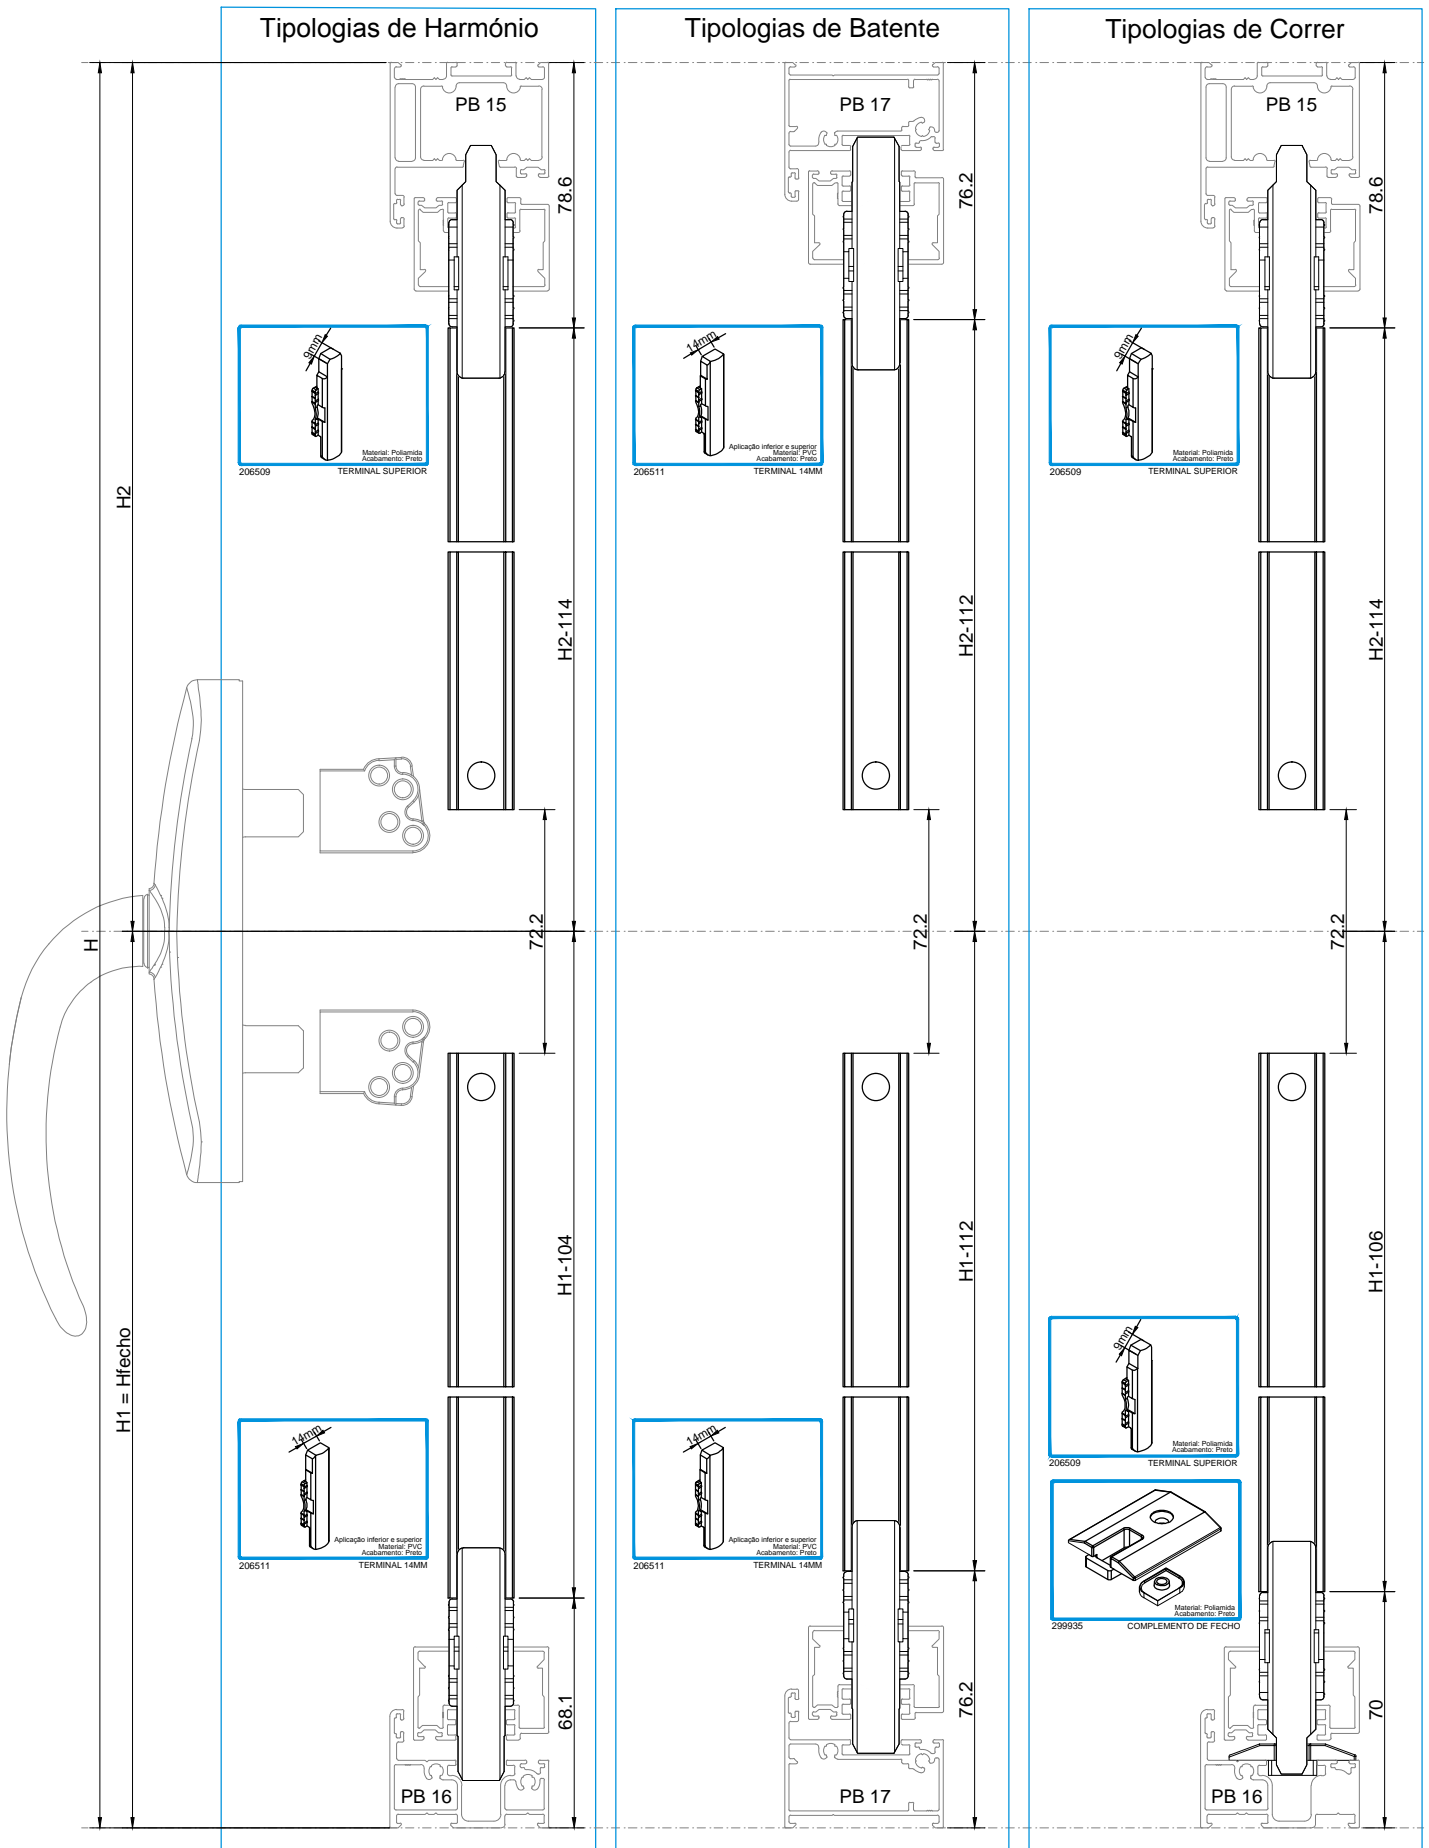 Tipologias de Harmónio
Tipologias de Batente
Tipologias de Correr
H
H2
H1 = Hfecho
PB 15
78.6
9mm
Material: Poliamida
Acabamento: Preto
206509 TERMINAL SUPERIOR
H2-114
72.2
H1-104
14mm
Aplicação inferior e superior
Material: PVC
Acabamento: Preto
206511 TERMINAL 14MM
68.1
PB 16
PB 17
76.2
14mm
Aplicação inferior e superior
Material: PVC
Acabamento: Preto
206511 TERMINAL 14MM
H2-112
72.2
H1-112
14mm
Aplicação inferior e superior
Material: PVC
Acabamento: Preto
206511 TERMINAL 14MM
76.2
PB 17
PB 15
78.6
9mm
Material: Poliamida
Acabamento: Preto
206509 TERMINAL SUPERIOR
H2-114
72.2
H1-106
9mm
Material: Poliamida
Acabamento: Preto
206509 TERMINAL SUPERIOR
Material: Poliamida
Acabamento: Preto
299935 COMPLEMENTO DE FECHO
70
PB 16